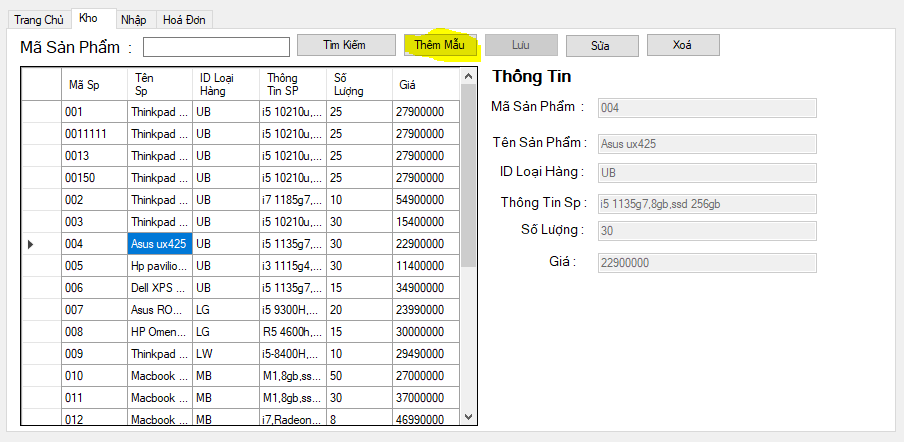 Trang Chủ Kho Nhập Hoá Đơn
Mã Sản Phẩm : Tìm Kiếm Thêm Mẫu Lưu Sửa Xoá
Mã Sp Tên Sp ID Loại Hàng Thông Tin SP Số Lượng Giá
001 Thinkpad ... UB i5 10210u,... 25 27900000
0011111 Thinkpad ... UB i5 10210u,... 25 27900000
0013 Thinkpad ... UB i5 10210u,... 25 27900000
00150 Thinkpad ... UB i5 10210u,... 25 27900000
002 Thinkpad ... UB i7 1185g7,... 10 54900000
003 Thinkpad ... UB i5 10210u,... 30 15400000
004 Asus ux425 UB i5 1135g7,... 30 22900000
005 Hp pavilio... UB i3 1115g4,... 30 11400000
006 Dell XPS ... UB i5 1135g7,... 15 34900000
007 Asus RO... LG i5 9300H,... 20 23990000
008 HP Omen... LG R5 4600h,... 15 30000000
009 Thinkpad ... LW i5-8400H,... 10 29490000
010 Macbook ... MB M1,8gb,ss... 50 27000000
011 Macbook ... MB M1,8gb,ss... 30 37000000
012 Macbook ... MB i7,Radeon... 8 46990000
Thông Tin
Mã Sản Phẩm : 004
Tên Sản Phẩm : Asus ux425
ID Loại Hàng : UB
Thông Tin Sp : i5 1135g7,8gb,ssd 256gb
Số Lượng : 30
Giá : 22900000